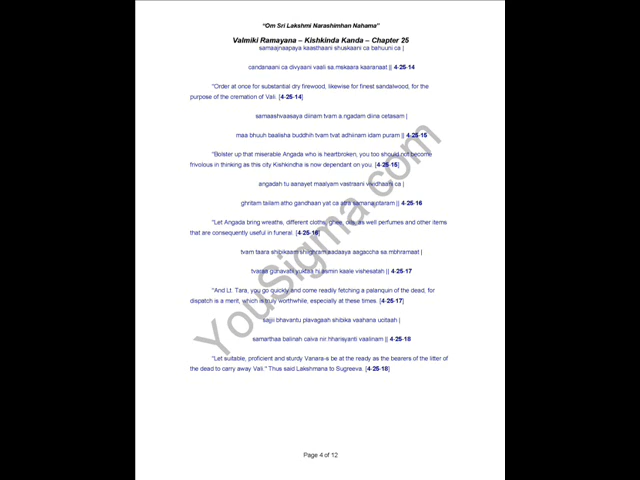 "Om Sri Lakshmi Narashimhan Nahama"
Valmiki Ramayana – Kishkinda Kanda – Chapter 25
samaajnaapaya kaasthaani shuskaani ca bahuuni ca |
candanaani ca divyaani vaali sa mskaara kaaranaat || 4-25-14
"Order at once for substantial dry firewood, likewise for finest sandalwood, for the
purpose of the cremation of Vali. [4-25-14]
samaashvaasaya diinam tvam a ngadam diina cetasam |
maa bhuuh baalisha buddhih tvam tvat adhiinam idam puram || 4-25-15
"Bolster up that miserable Angada who is heartbroken, you too should not become
frivolous in thinking as this city Kishkindha is now dependant on you. [4-25-15]
angadah tu aanayet maalyam vastraani vividhaani ca |
ghritam tailam atho gandhaan yat ca atra samanantaram || 4-25-16
"Let Angada bring wreaths, different cloths, ghee, oils, as well perfumes and other items
that are consequently useful in funeral. [4-25-16]
tvam taara shibikaam shiighram aadaaya aagaccha sa mbhramaat |
tvaraa gunavatii yuktaa hi asmin kaale vishesatah || 4-25-17
"And Lt. Tara, you go quickly and come readily fetching a palanquin of the dead, for
dispatch is a merit, which is truly worthwhile, especially at these times. [4-25-17]
sajjii bhavantu plavagaah shibika vaahana ucitaah |
samarthaa balinah caiva nir hharisyanti vaalinam || 4-25-18
"Let suitable, proficient and sturdy Vanara-s be at the ready as the bearers of the litter of
the dead to carry away Vali." Thus said Lakshmana to Sugreeva. [4-25-18]
YouSigma.com
Page 4 of 12